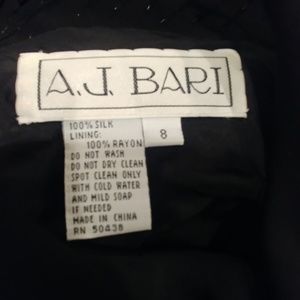 A.J. BARI
100% SILK
LINING:
100% RAYON
DO NOT WASH
DO NOT DRY CLEAN
SPOT CLEAN ONLY
WITH COLD WATER
AND MILD SOAP
IF NEEDED
MADE IN CHINA
RN 50438
8